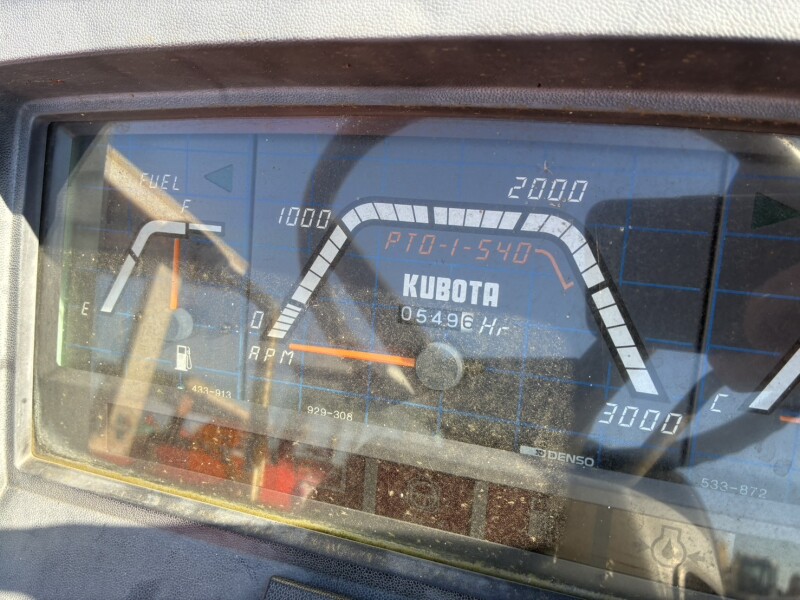 FUEL
F
E
433-913
1000
2000
PTO-1-540
KUBOTA
05496 Hr
0
RPM
3000
929-308
DENSO
C
533-872